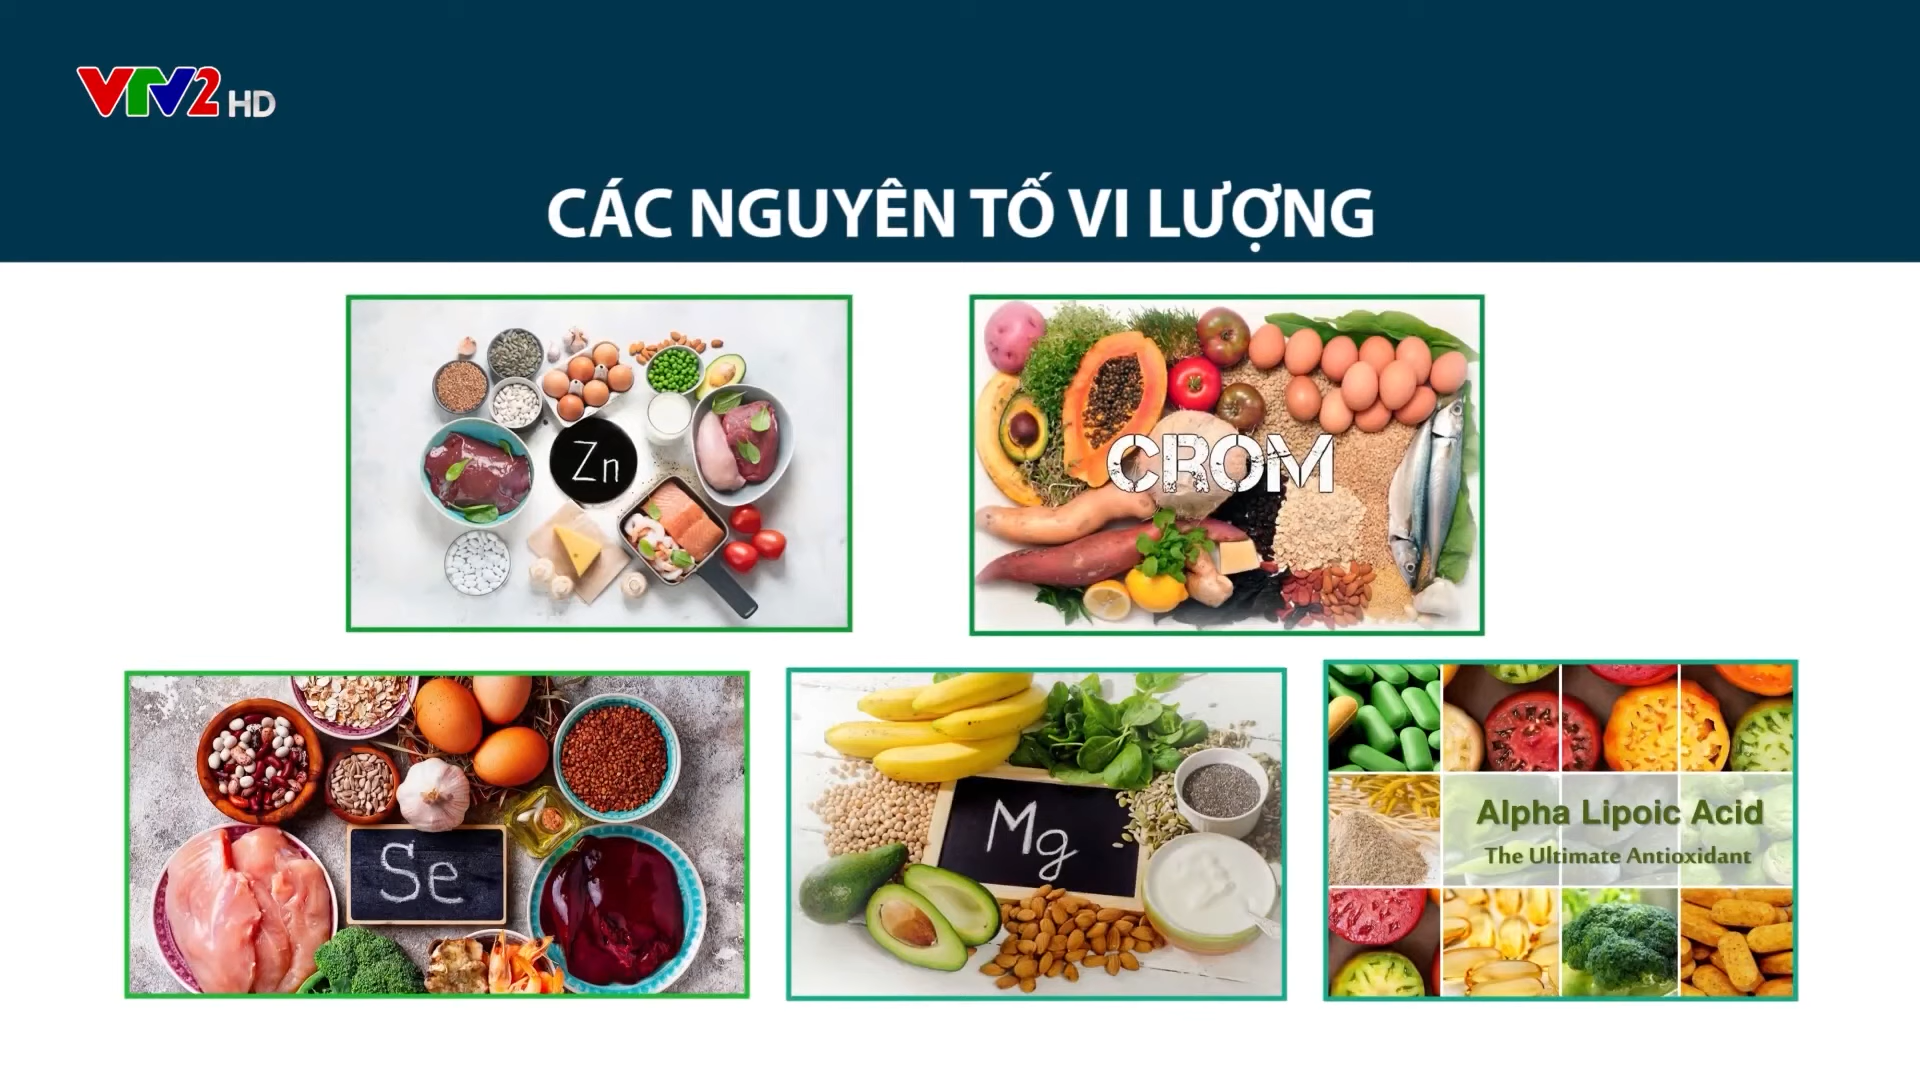 VTV2 HD
CÁC NGUYÊN TỐ VI LƯỢNG
Zn
CROM
Se
Mg
Alpha Lipoic Acid
The Ultimate Antioxidant